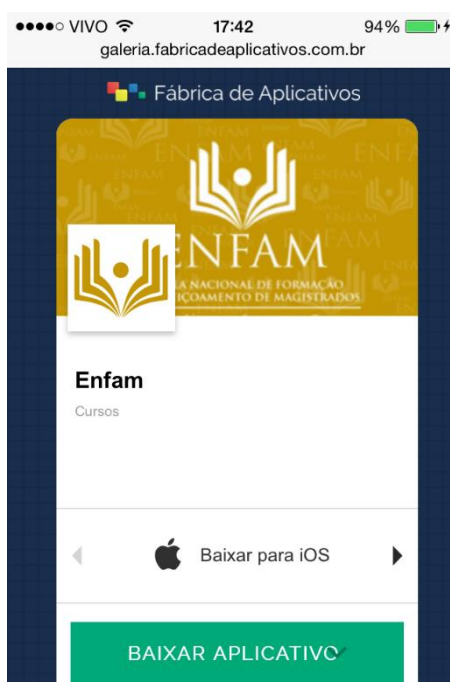 VIVO 17:42 94%
galeria.fabricadeaplicativos.com.br
Fábrica de Aplicativos
ENFAM
NACIONAL DE FORMAÇÃO
DE MAGISTRADOS
Enfam
Cursos
Baixar para iOS
BAIXAR APLICATIVO